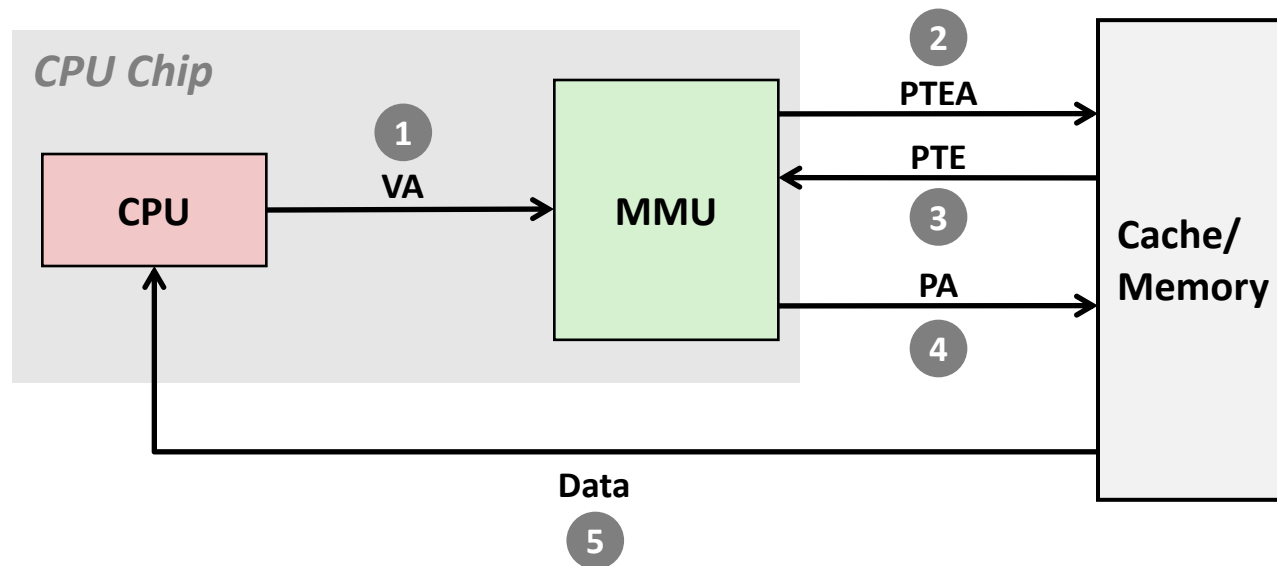 CPU Chip
2
PTEA
1
VA
PTE
CPU
MMU
3
Cache/
Memory
PA
4
Data
5